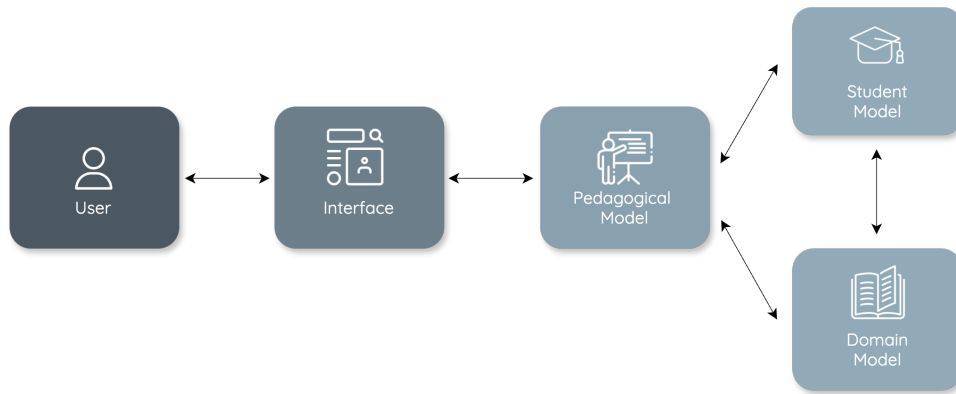 User
Interface
Pedagogical
Model
Student
Model
Domain
Model